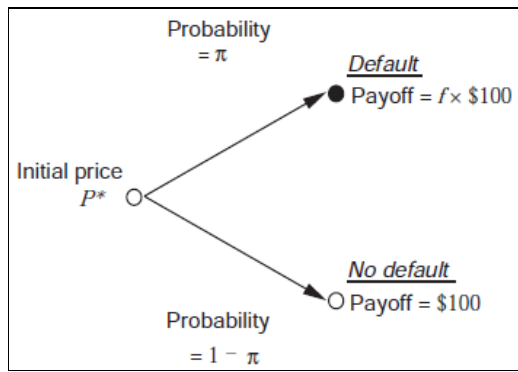 Probability
= π
Default
Payoff = f × $100
Initial price
P*
No default
Payoff = $100
Probability
= 1 − π